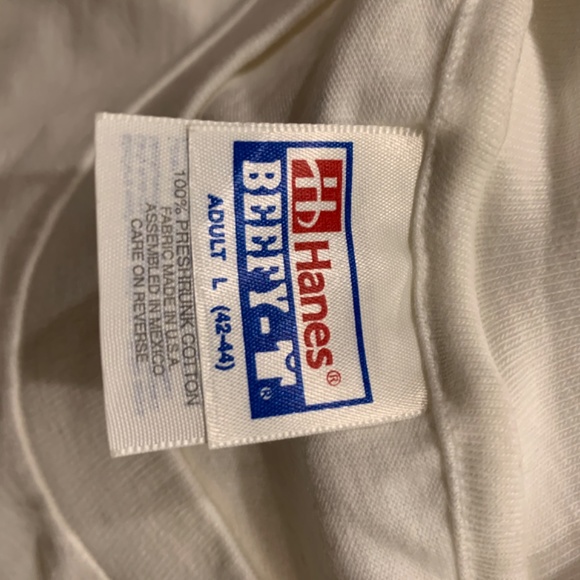 Hanes®
BEEFY-T®
ADULT L (42-44)
100% PRESHRUNK COTTON
FABRIC MADE IN U.S.A.
ASSEMBLED IN MEXICO
CARE ON REVERSE